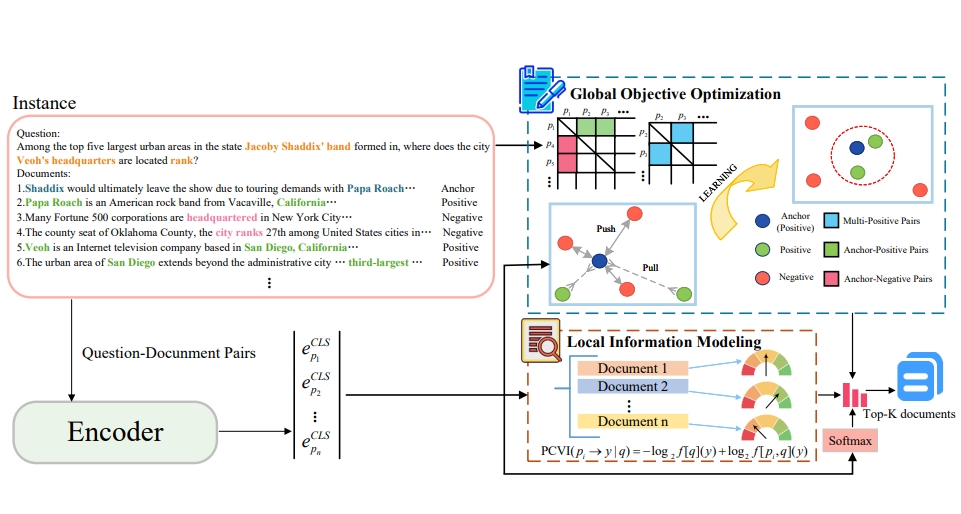 Instance
Question:
Among the top five largest urban areas in the state Jacoby Shaddix' band formed in, where does the city
Veoh's headquarters are located rank?
Documents:
1.Shaddix would ultimately leave the show due to touring demands with Papa Roach··· Anchor
2.Papa Roach is an American rock band from Vacaville, California··· Positive
3.Many Fortune 500 corporations are headquartered in New York City··· Negative
4.The county seat of Oklahoma County, the city ranks 27th among United States cities in··· Negative
5.Veoh is an Internet television company based in San Diego, California··· Positive
6.The urban area of San Diego extends beyond the administrative city ··· third-largest ··· Positive
⋮
Question-Documnent Pairs
Encoder
e_{p_1}^{CLS}
e_{p_2}^{CLS}
⋮
e_{p_n}^{CLS}
Global Objective Optimization
p_1 p_2 p_3 ···
p_1
p_4
p_5
⋮
p_2 p_3 ···
p_2
p_3
⋮
LEARNING
Push
Pull
Anchor
(Positive)
Positive
Negative
Multi-Positive Pairs
Anchor-Positive Pairs
Anchor-Negative Pairs
Local Information Modeling
Document 1
Document 2
⋮
Document n
PCVI(p_i → y | q) = −log_2 f[q](y) + log_2 f[p_i, q](y)
Top-K documents
Softmax